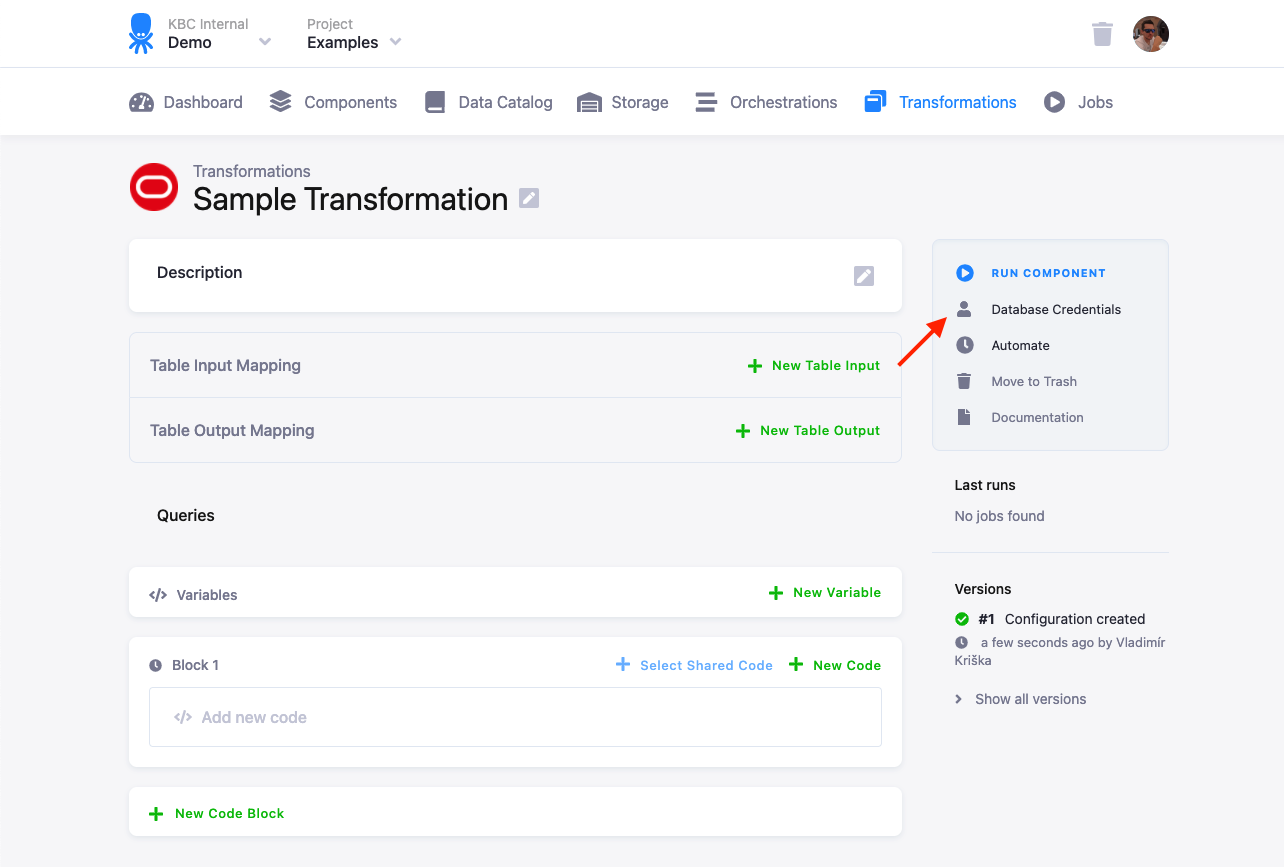 KBC Internal
Demo
Project
Examples
Dashboard
Components
Data Catalog
Storage
Orchestrations
Transformations
Jobs
Transformations
Sample Transformation
Description
Table Input Mapping
New Table Input
Table Output Mapping
New Table Output
Queries
</> Variables
New Variable
Block 1
Select Shared Code
New Code
</> Add new code
New Code Block
RUN COMPONENT
Database Credentials
Automate
Move to Trash
Documentation
Last runs
No jobs found
Versions
#1 Configuration created
a few seconds ago by Vladimír
Kriška
Show all versions